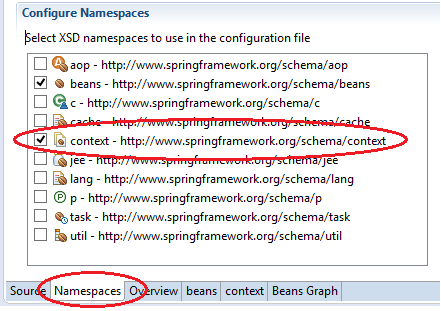 Configure Namespaces
Select XSD namespaces to use in the configuration file
aop - http://www.springframework.org/schema/aop
beans - http://www.springframework.org/schema/beans
c - http://www.springframework.org/schema/c
cache - http://www.springframework.org/schema/cache
context - http://www.springframework.org/schema/context
jee - http://www.springframework.org/schema/jee
lang - http://www.springframework.org/schema/lang
p - http://www.springframework.org/schema/p
task - http://www.springframework.org/schema/task
util - http://www.springframework.org/schema/util
Source Namespaces Overview beans context Beans Graph